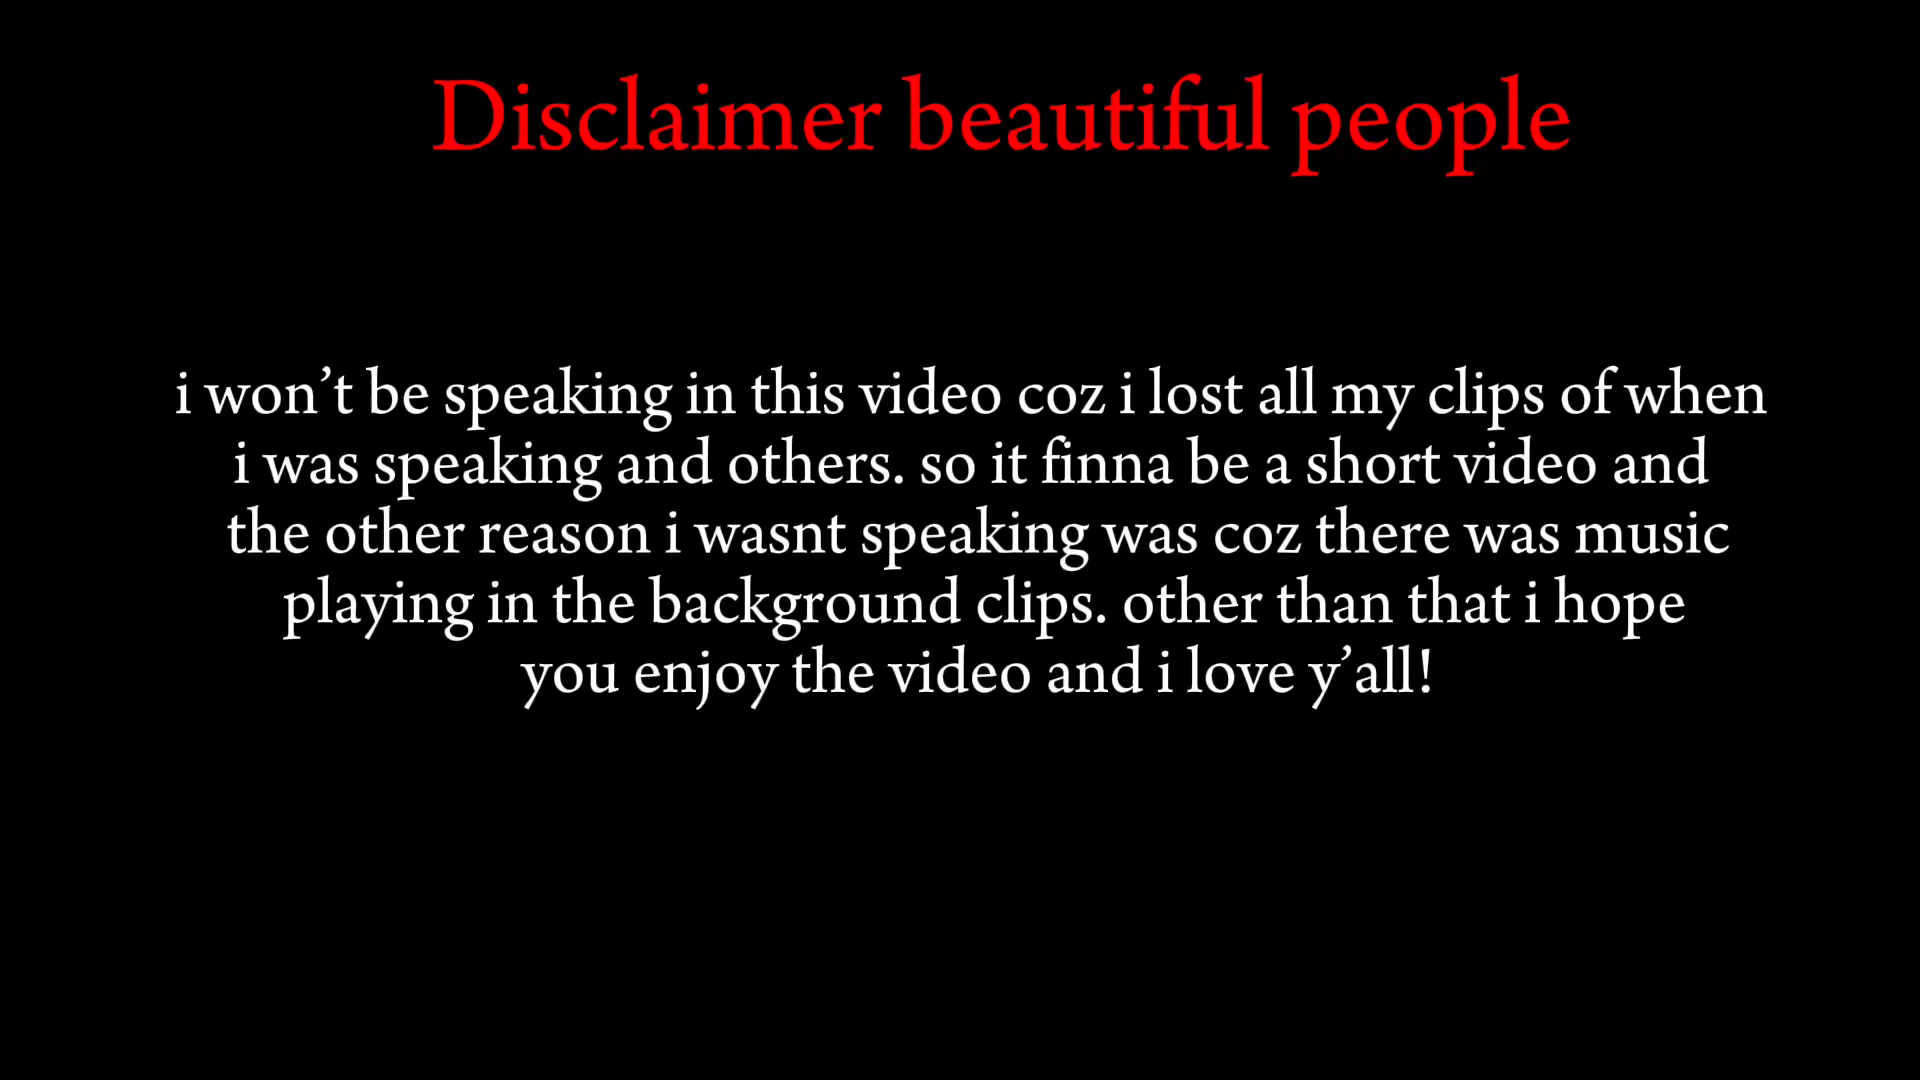 Disclaimer beautiful people
i won’t be speaking in this video coz i lost all my clips of when
i was speaking and others. so it finna be a short video and
the other reason i wasnt speaking was coz there was music
playing in the background clips. other than that i hope
you enjoy the video and i love y’all!